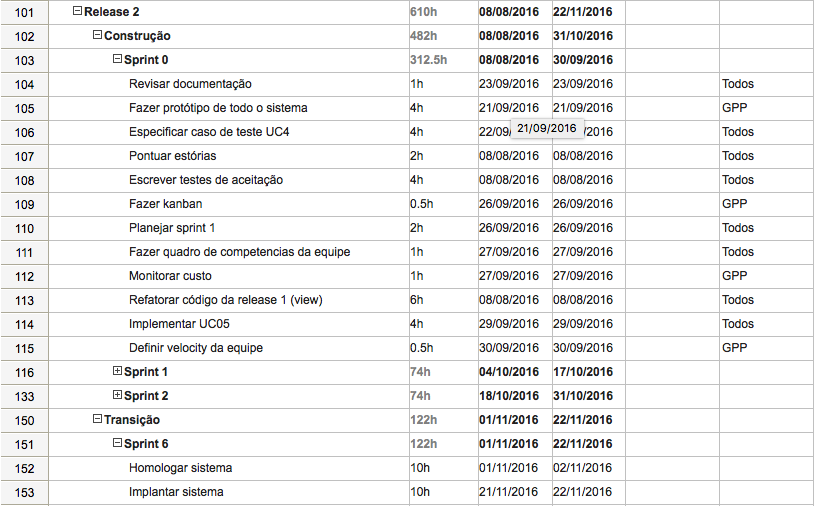 101 Release 2 610h 08/08/2016 22/11/2016
102 Construção 482h 08/08/2016 31/10/2016
103 Sprint 0 312.5h 08/08/2016 30/09/2016
104 Revisar documentação 1h 23/09/2016 23/09/2016 Todos
105 Fazer protótipo de todo o sistema 4h 21/09/2016 21/09/2016 GPP
106 Especificar caso de teste UC4 4h 22/09/ /2016 Todos
21/09/2016
107 Pontuar estórias 2h 08/08/2016 08/08/2016 Todos
108 Escrever testes de aceitação 4h 08/08/2016 08/08/2016 Todos
109 Fazer kanban 0.5h 26/09/2016 26/09/2016 GPP
110 Planejar sprint 1 2h 26/09/2016 26/09/2016 Todos
111 Fazer quadro de competencias da equipe 1h 27/09/2016 27/09/2016 Todos
112 Monitorar custo 1h 27/09/2016 27/09/2016 GPP
113 Refatorar código da release 1 (view) 6h 08/08/2016 08/08/2016 Todos
114 Implementar UC05 4h 29/09/2016 29/09/2016 Todos
115 Definir velocity da equipe 0.5h 30/09/2016 30/09/2016 GPP
116 Sprint 1 74h 04/10/2016 17/10/2016
133 Sprint 2 74h 18/10/2016 31/10/2016
150 Transição 122h 01/11/2016 22/11/2016
151 Sprint 6 122h 01/11/2016 22/11/2016
152 Homologar sistema 10h 01/11/2016 02/11/2016
153 Implantar sistema 10h 21/11/2016 22/11/2016